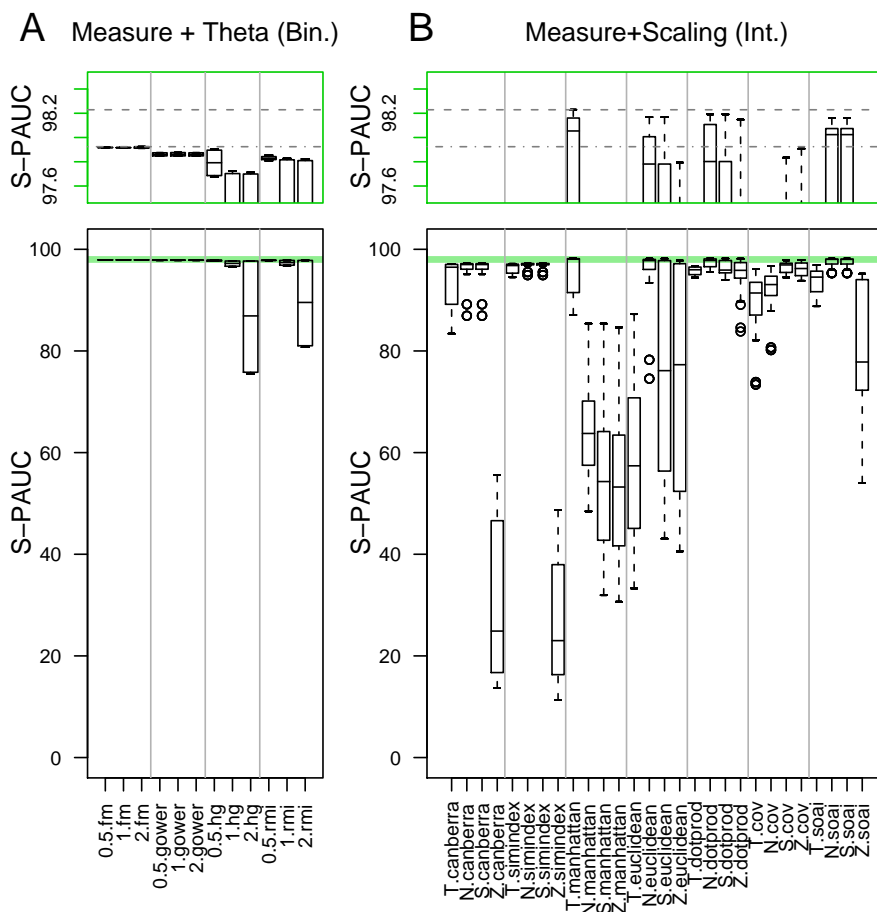 A Measure + Theta (Bin.)
B Measure+Scaling (Int.)
S−PAUC
97.6
98.2
S−PAUC
97.6
98.2
S−PAUC
0
20
40
60
80
100
S−PAUC
0
20
40
60
80
100
0.5.fm
1.fm
2.fm
0.5.gower
1.gower
2.gower
0.5.hg
1.hg
2.hg
0.5.rmi
1.rmi
2.rmi
T.canberra
N.canberra
S.canberra
Z.canberra
T.simindex
N.simindex
S.simindex
Z.simindex
T.manhattan
N.manhattan
S.manhattan
Z.manhattan
T.euclidean
N.euclidean
S.euclidean
Z.euclidean
T.dotprod
N.dotprod
S.dotprod
Z.dotprod
T.cov
N.cov
S.cov
Z.cov
T.soai
N.soai
S.soai
Z.soai